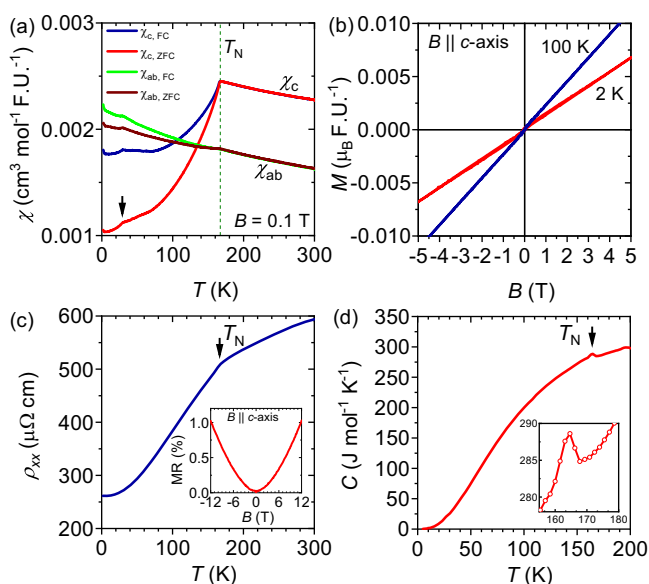 (a)
χc, FC
χc, ZFC
χab, FC
χab, ZFC
TN
χc
χab
B = 0.1 T
0.003
0.002
0.001
χ (cm³ mol⁻¹ F.U.⁻¹)
0 100 200 300
T (K)
(b)
B || c-axis
100 K
2 K
0.010
0.005
0.000
-0.005
-0.010
M (μB F.U.⁻¹)
-5 -4 -3 -2 -1 0 1 2 3 4 5
B (T)
(c)
TN
600
500
400
300
200
ρxx (μΩ cm)
0 100 200 300
T (K)
B || c-axis
1.0
0.5
0.0
MR (%)
-12 -6 0 6 12
B (T)
(d)
TN
350
300
250
200
150
100
50
0
C (J mol⁻¹ K⁻¹)
0 100 200
T (K)
290
285
280
160 170 180